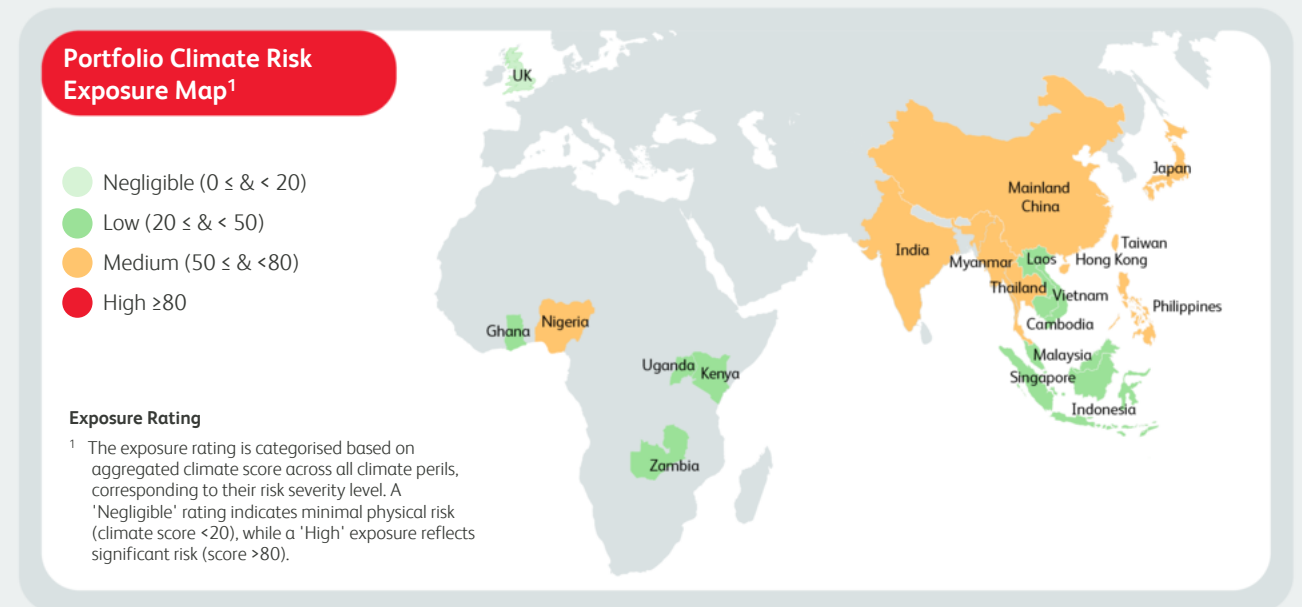 Portfolio Climate Risk
Exposure Map¹
Negligible (0 ≤ & < 20)
Low (20 ≤ & < 50)
Medium (50 ≤ & <80)
High ≥80
Exposure Rating
¹ The exposure rating is categorised based on
aggregated climate score across all climate perils,
corresponding to their risk severity level. A
'Negligible' rating indicates minimal physical risk
(climate score <20), while a 'High' exposure reflects
significant risk (score >80).
UK
Ghana
Nigeria
Uganda
Kenya
Zambia
Mainland
China
Japan
India
Taiwan
Myanmar
Laos
Hong Kong
Thailand
Vietnam
Philippines
Cambodia
Malaysia
Singapore
Indonesia